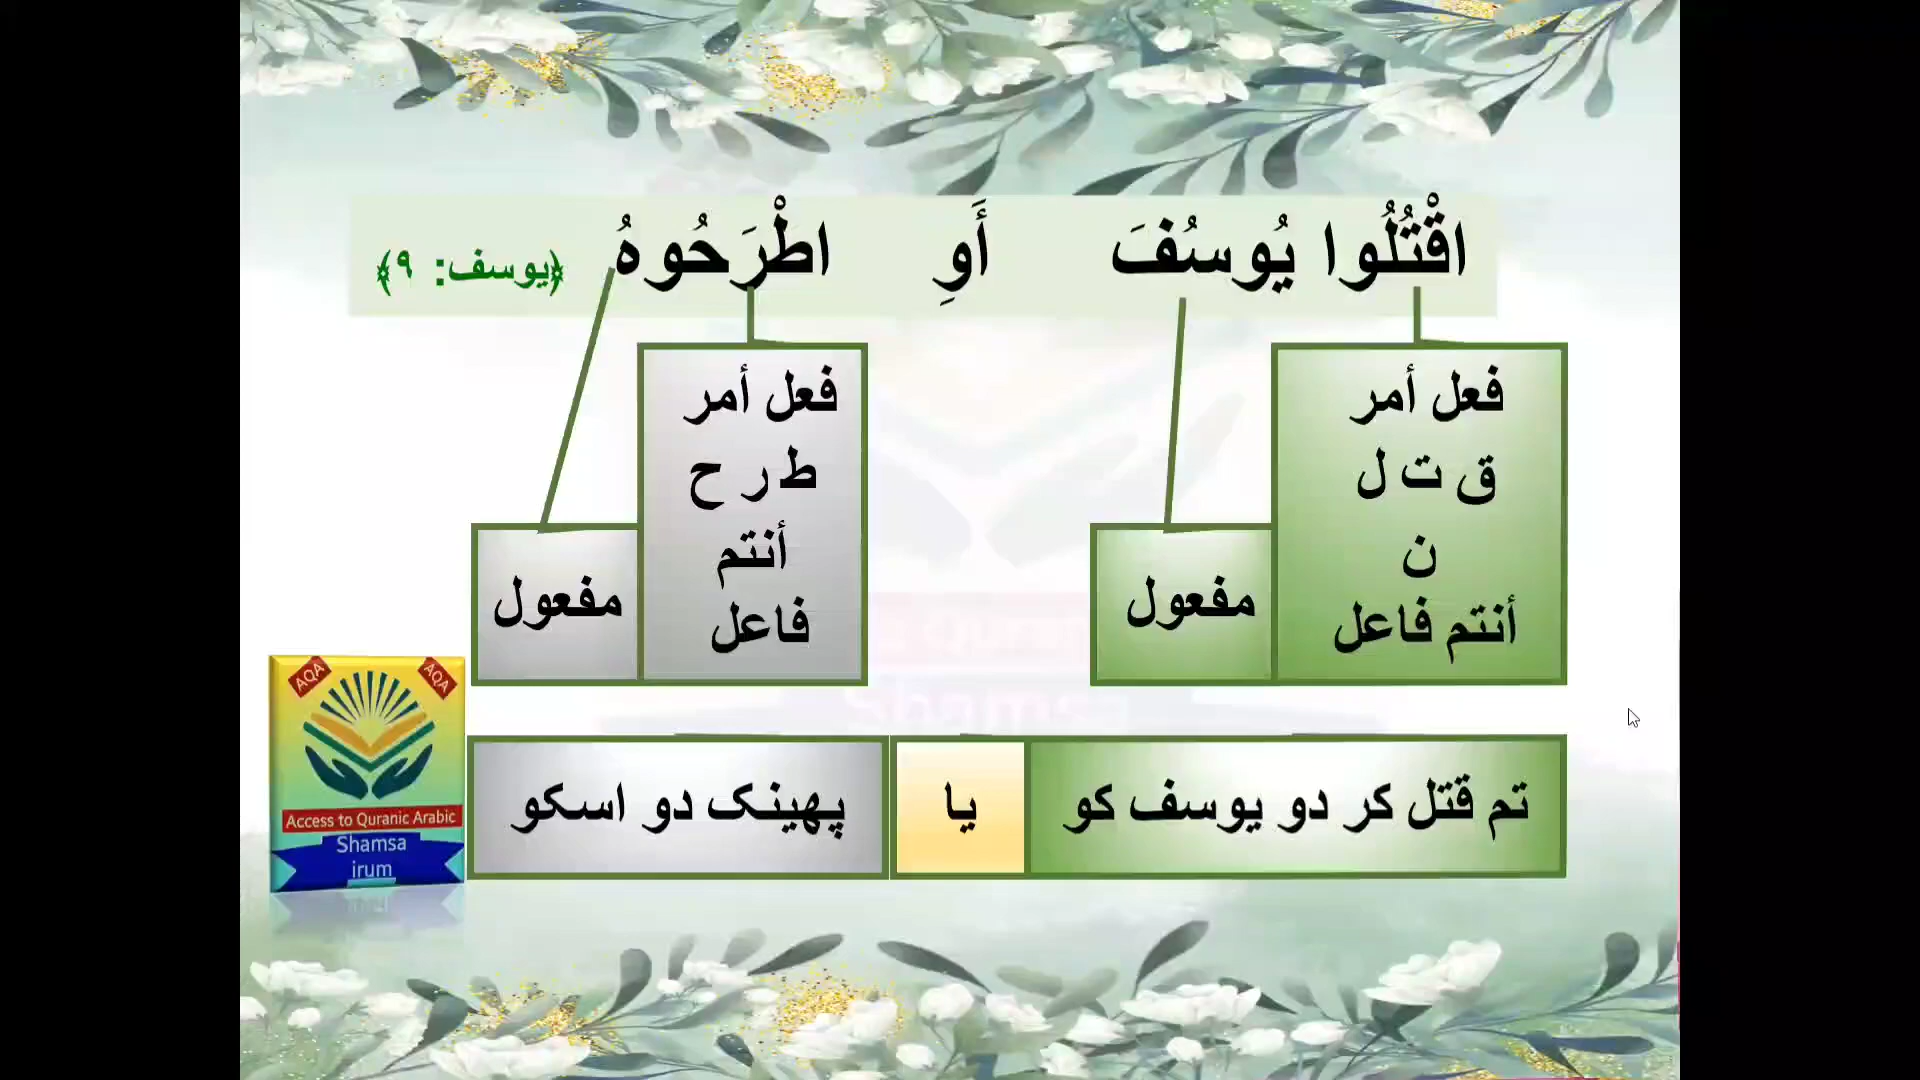 اقْتُلُوا يُوسُفَ أَوِ اطْرَحُوهُ ﴿يوسف: ٩﴾
فعل أمر
ق ت ل
ن
أنتم فاعل
مفعول
فعل أمر
ط ر ح
أنتم
فاعل
مفعول
تم قتل کر دو یوسف کو
یا
پھینک دو اسکو
AQA
AQA
Access to Quranic Arabic
Shamsa
irum